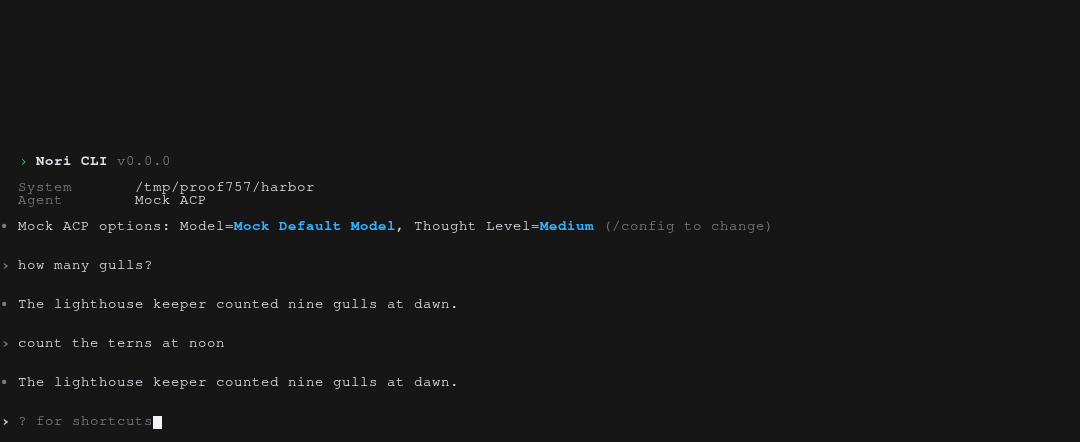 › Nori CLI v0.0.0
System /tmp/proof757/harbor
Agent Mock ACP
• Mock ACP options: Model=Mock Default Model, Thought Level=Medium (/config to change)
› how many gulls?
• The lighthouse keeper counted nine gulls at dawn.
› count the terns at noon
• The lighthouse keeper counted nine gulls at dawn.
› ? for shortcuts